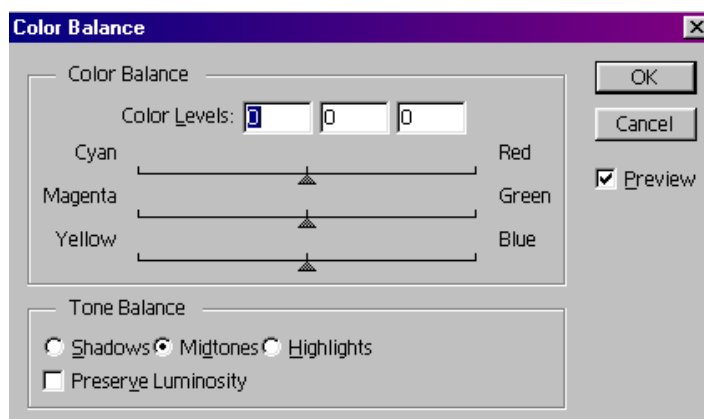 Color Balance
Color Balance
OK
Color Levels: 0 0 0
Cancel
Cyan Red
Preview
Magenta Green
Yellow Blue
Tone Balance
Shadows Midtones Highlights
Preserve Luminosity